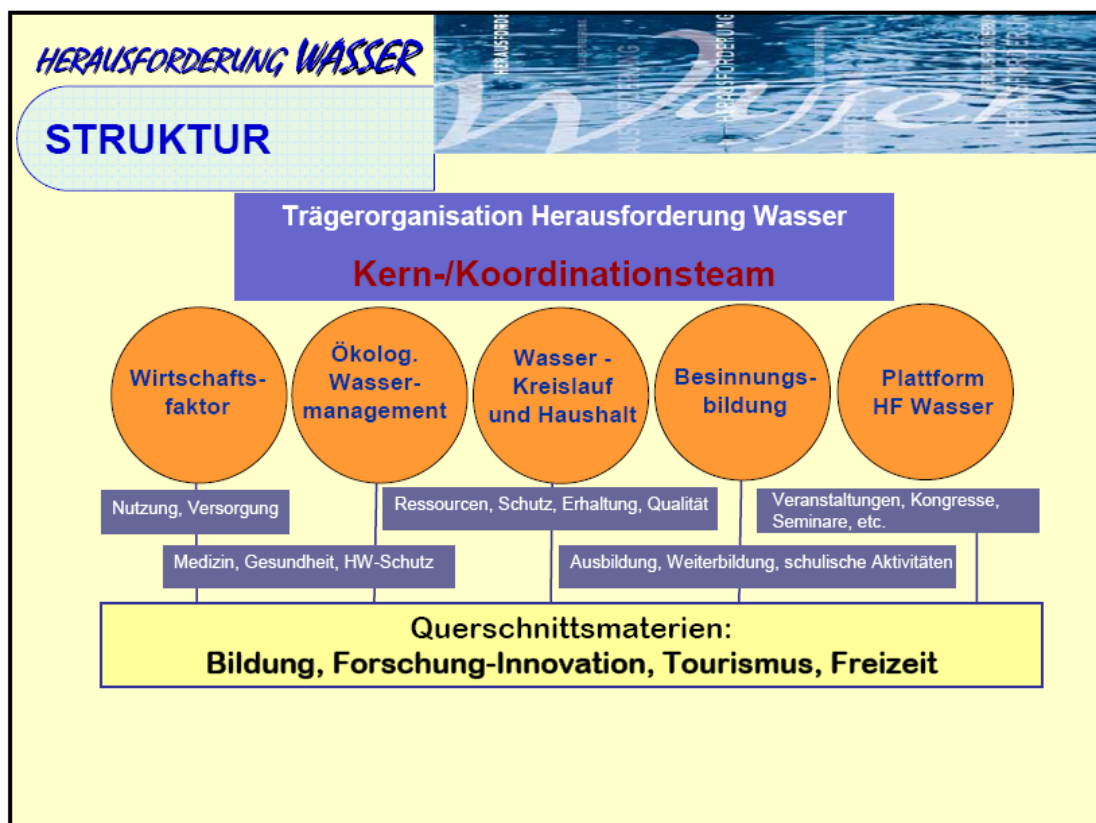 HERAUSFORDERUNG WASSER
HERAUSFORDERUNG
Wasser
STRUKTUR
Trägerorganisation Herausforderung Wasser
Kern-/Koordinationsteam
Wirtschafts-
faktor
Ökolog.
Wasser-
management
Wasser -
Kreislauf
und Haushalt
Besinnungs-
bildung
Plattform
HF Wasser
Nutzung, Versorgung
Ressourcen, Schutz, Erhaltung, Qualität
Veranstaltungen, Kongresse,
Seminare, etc.
Medizin, Gesundheit, HW-Schutz
Ausbildung, Weiterbildung, schulische Aktivitäten
Querschnittsmaterien:
Bildung, Forschung-Innovation, Tourismus, Freizeit